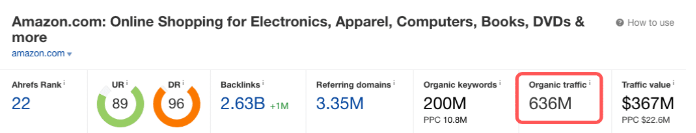 Amazon.com: Online Shopping for Electronics, Apparel, Computers, Books, DVDs &
more
How to use
amazon.com
Ahrefs Rank i
22
UR i
89
DR i
96
Backlinks i
2.63B +1M
Referring domains i
3.35M
Organic keywords i
200M
PPC 10.8M
Organic traffic i
636M
Traffic value i
$367M
PPC $22.6M